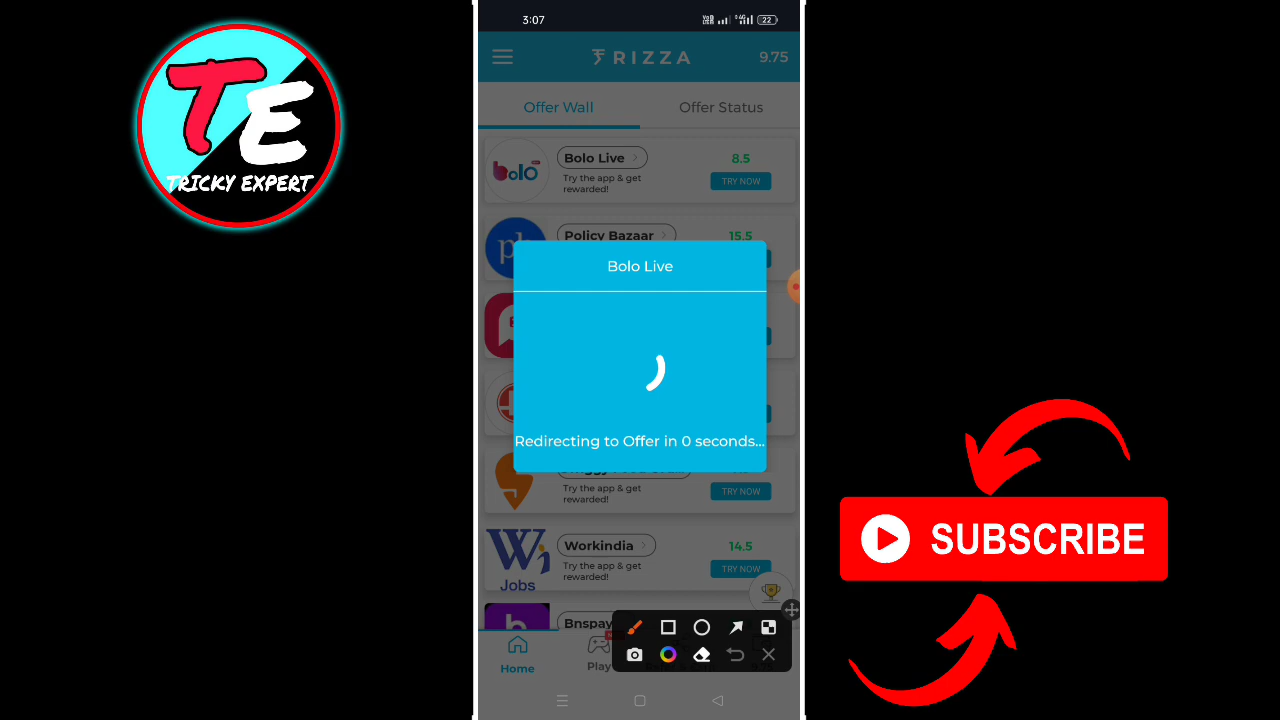 TE
TRICKY EXPERT
3:07
22
RIZZA
9.75
Offer Wall
Offer Status
Bolo Live
8.5
Try the app & get
rewarded!
TRY NOW
bolo
Policy Bazaar
15.5
pb
Bolo Live
Redirecting to Offer in 0 seconds...
Try the app & get
rewarded!
TRY NOW
Workindia
14.5
Try the app & get
rewarded!
TRY NOW
Jobs
Bnspay
Home
Play
SUBSCRIBE